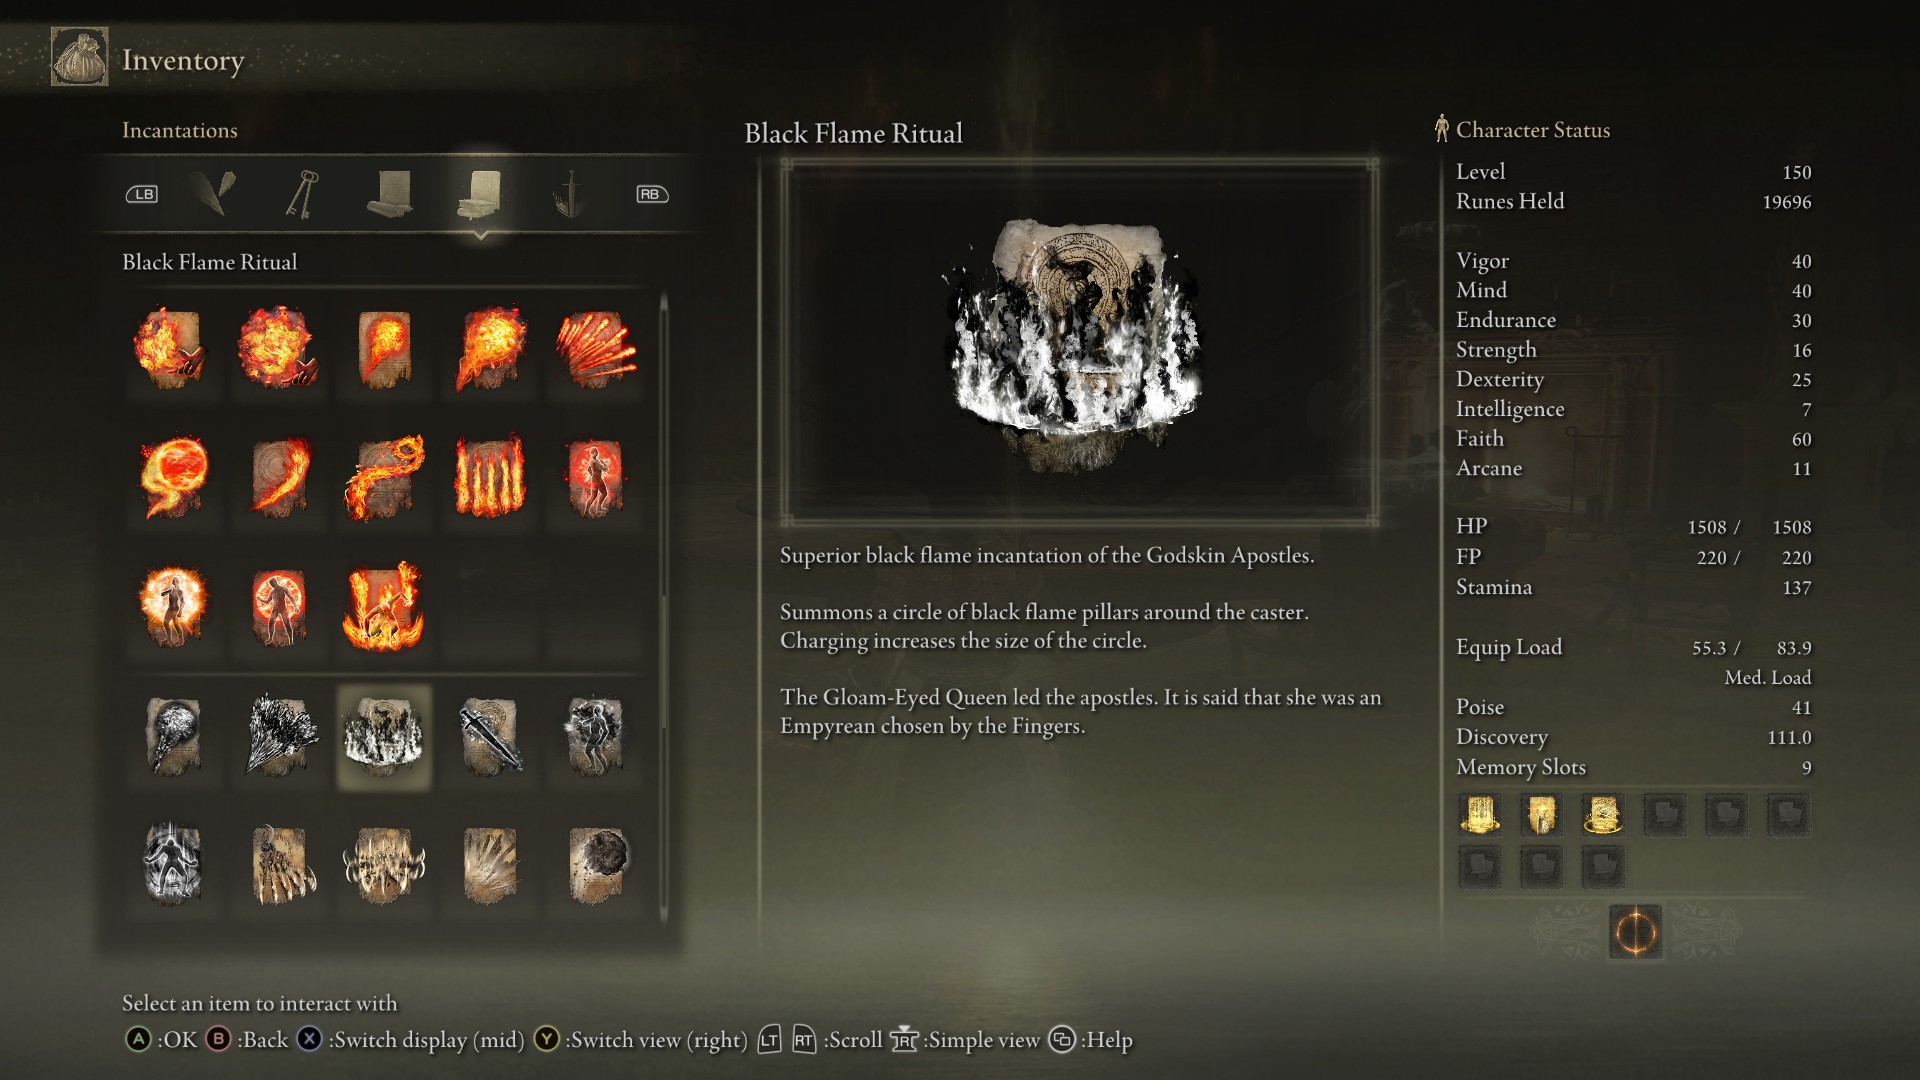 Inventory
Incantations
LB
RB
Black Flame Ritual
Black Flame Ritual
Superior black flame incantation of the Godskin Apostles.
Summons a circle of black flame pillars around the caster.
Charging increases the size of the circle.
The Gloam-Eyed Queen led the apostles. It is said that she was an
Empyrean chosen by the Fingers.
Character Status
Level 150
Runes Held 19696
Vigor 40
Mind 40
Endurance 30
Strength 16
Dexterity 25
Intelligence 7
Faith 60
Arcane 11
HP 1508 / 1508
FP 220 / 220
Stamina 137
Equip Load 55.3 / 83.9
Med. Load
Poise 41
Discovery 111.0
Memory Slots 9
Select an item to interact with
A :OK B :Back X :Switch display (mid) Y :Switch view (right) LT RT :Scroll R :Simple view :Help